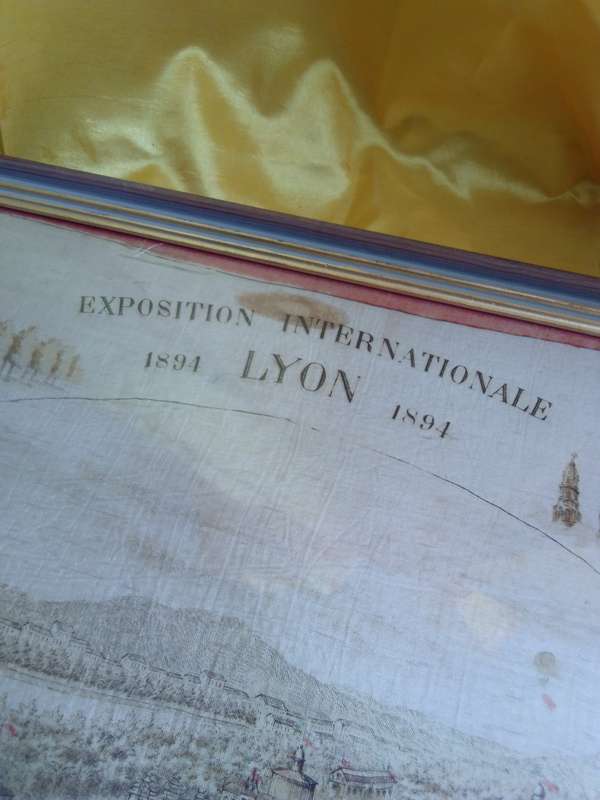 EXPOSITION INTERNATIONALE
1894 LYON 1894